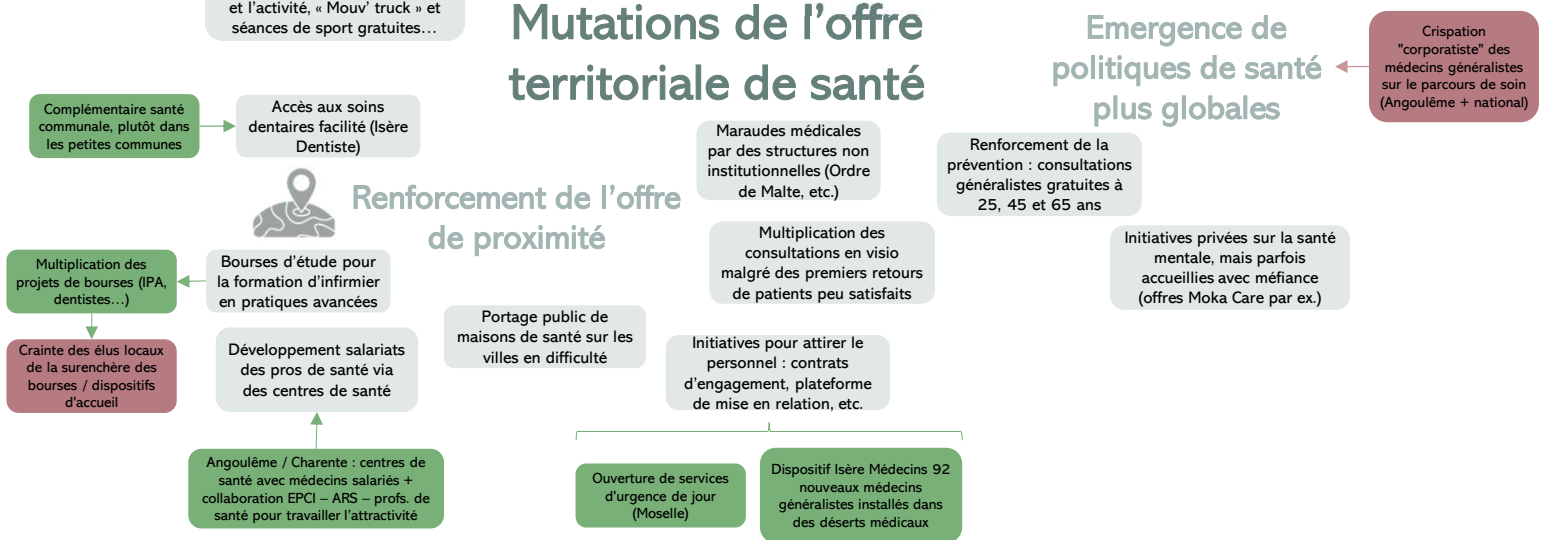 et l’activité, « Mouv’ truck » et
séances de sport gratuites…
Mutations de l’offre
territoriale de santé
Emergence de
politiques de santé
plus globales
Crispation
"corporatiste" des
médecins généralistes
sur le parcours de soin
(Angoulême + national)
Complémentaire santé
communale, plutôt dans
les petites communes
Accès aux soins
dentaires facilité (Isère
Dentiste)
Maraudes médicales
par des structures non
institutionnelles (Ordre
de Malte, etc.)
Renforcement de la
prévention : consultations
généralistes gratuites à
25, 45 et 65 ans
Renforcement de l’offre
de proximité
Multiplication des
consultations en visio
malgré des premiers retours
de patients peu satisfaits
Initiatives privées sur la santé
mentale, mais parfois
accueillies avec méfiance
(offres Moka Care par ex.)
Multiplication des
projets de bourses (IPA,
dentistes…)
Bourses d’étude pour
la formation d’infirmier
en pratiques avancées
Portage public de
maisons de santé sur les
villes en difficulté
Crainte des élus locaux
de la surenchère des
bourses / dispositifs
d'accueil
Développement salariats
des pros de santé via
des centres de santé
Initiatives pour attirer le
personnel : contrats
d’engagement, plateforme
de mise en relation, etc.
Angoulême / Charente : centres de
santé avec médecins salariés +
collaboration EPCI – ARS – profs. de
santé pour travailler l’attractivité
Ouverture de services
d'urgence de jour
(Moselle)
Dispositif Isère Médecins 92
nouveaux médecins
généralistes installés dans
des déserts médicaux